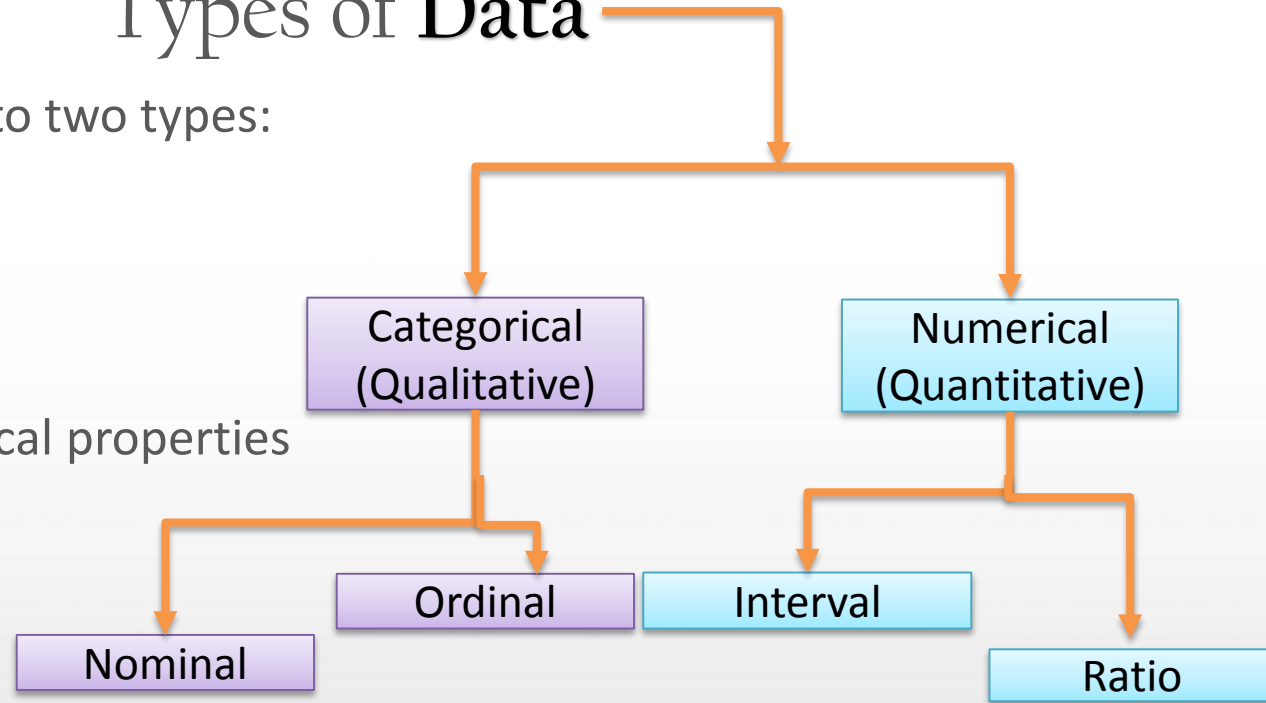 Types of Data
to two types:
Categorical
(Qualitative)
Numerical
(Quantitative)
cal properties
Ordinal
Interval
Nominal
Ratio